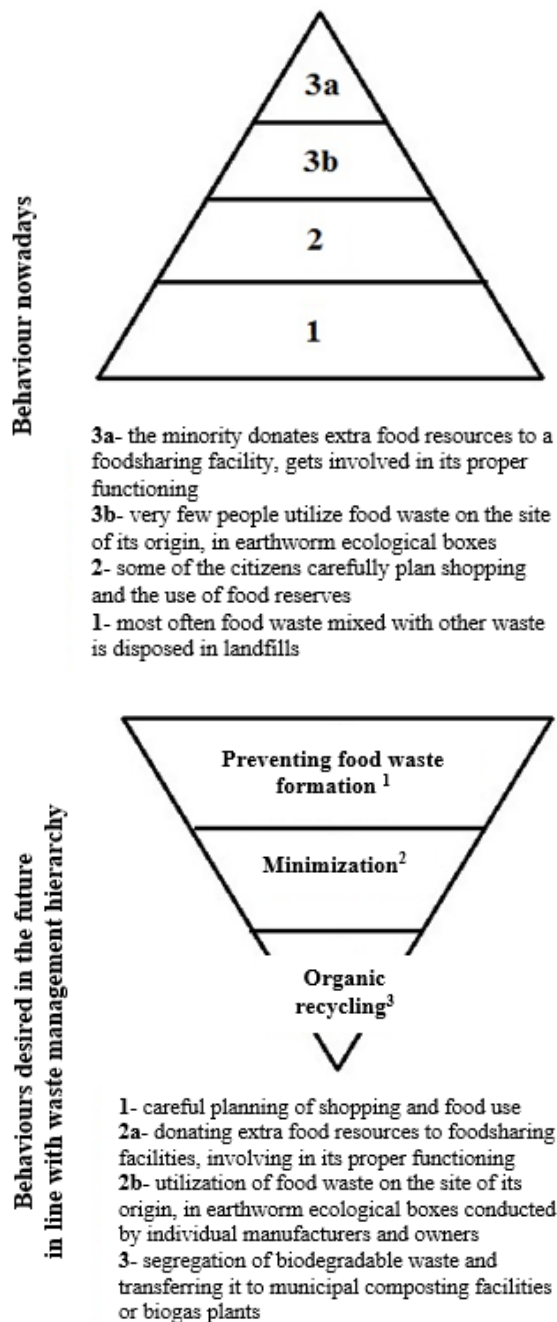 Behaviour nowadays
3a
3b
2
1
3a- the minority donates extra food resources to a
foodsharing facility, gets involved in its proper
functioning
3b- very few people utilize food waste on the site
of its origin, in earthworm ecological boxes
2- some of the citizens carefully plan shopping
and the use of food reserves
1- most often food waste mixed with other waste
is disposed in landfills
Behaviours desired in the future
in line with waste management hierarchy
Preventing food waste
formation ¹
Minimization²
Organic
recycling³
1- careful planning of shopping and food use
2a- donating extra food resources to foodsharing
facilities, involving in its proper functioning
2b- utilization of food waste on the site of its
origin, in earthworm ecological boxes conducted
by individual manufacturers and owners
3- segregation of biodegradable waste and
transferring it to municipal composting facilities
or biogas plants